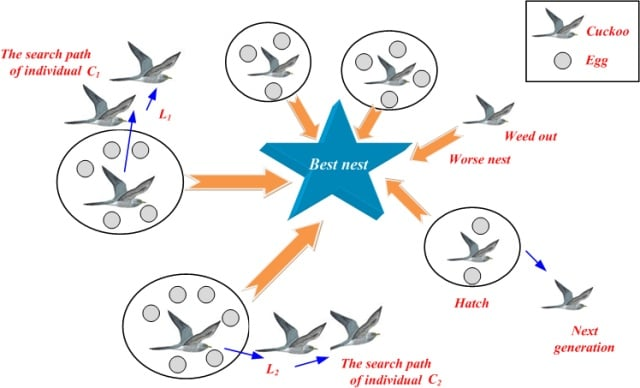 Cuckoo
Egg
The search path
of individual C1
L1
Best nest
Weed out
Worse nest
Hatch
Next
generation
L2
The search path
of individual C2